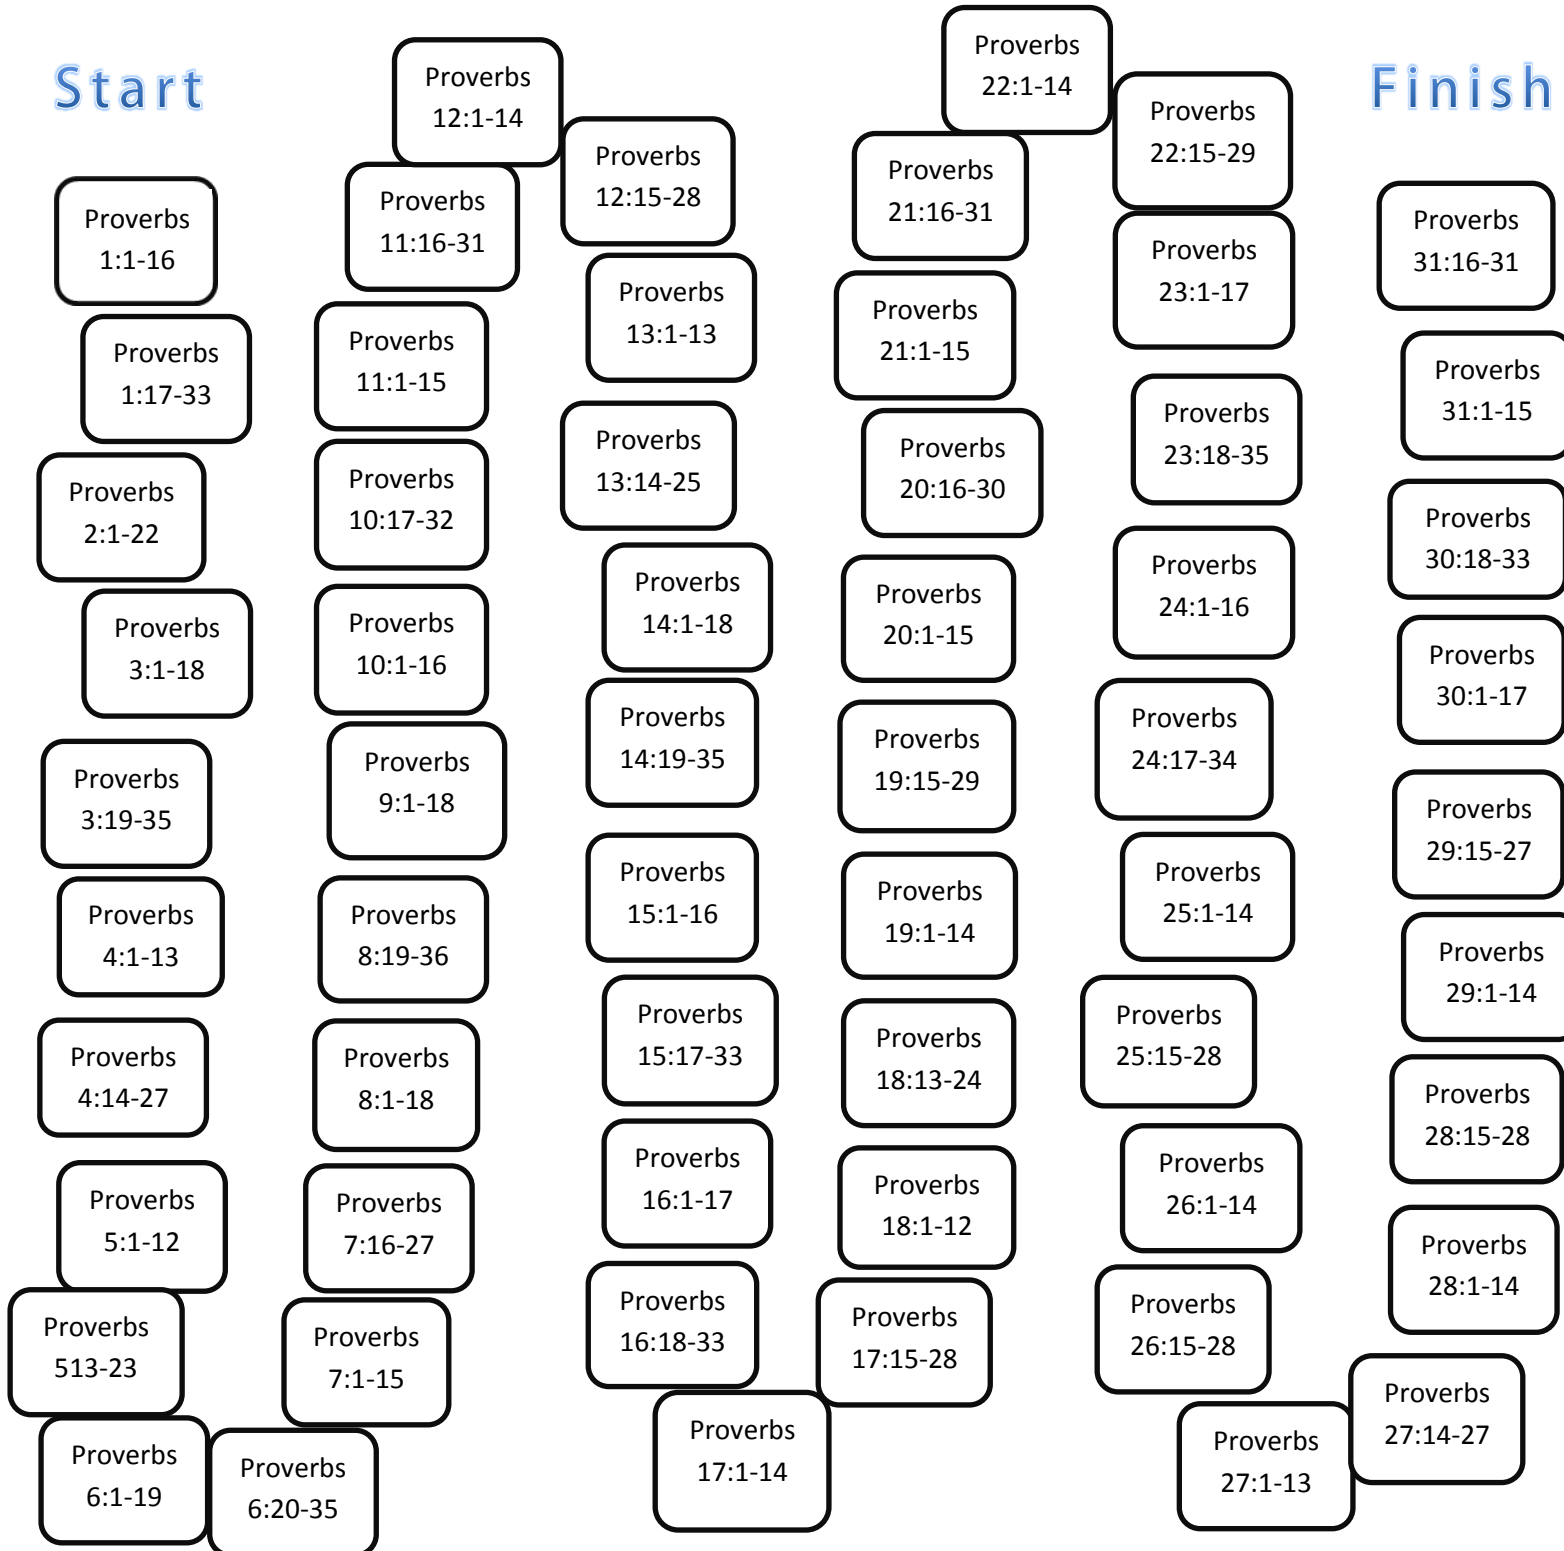 Start
Proverbs
1:1-16
Proverbs
1:17-33
Proverbs
2:1-22
Proverbs
3:1-18
Proverbs
3:19-35
Proverbs
4:1-13
Proverbs
4:14-27
Proverbs
5:1-12
Proverbs
513-23
Proverbs
6:1-19
Proverbs
6:20-35
Proverbs
7:1-15
Proverbs
7:16-27
Proverbs
8:1-18
Proverbs
8:19-36
Proverbs
9:1-18
Proverbs
10:1-16
Proverbs
10:17-32
Proverbs
11:1-15
Proverbs
11:16-31
Proverbs
12:1-14
Proverbs
12:15-28
Proverbs
13:1-13
Proverbs
13:14-25
Proverbs
14:1-18
Proverbs
14:19-35
Proverbs
15:1-16
Proverbs
15:17-33
Proverbs
16:1-17
Proverbs
16:18-33
Proverbs
17:1-14
Proverbs
17:15-28
Proverbs
18:1-12
Proverbs
18:13-24
Proverbs
19:1-14
Proverbs
19:15-29
Proverbs
20:1-15
Proverbs
20:16-30
Proverbs
21:1-15
Proverbs
21:16-31
Proverbs
22:1-14
Proverbs
22:15-29
Proverbs
23:1-17
Proverbs
23:18-35
Proverbs
24:1-16
Proverbs
24:17-34
Proverbs
25:1-14
Proverbs
25:15-28
Proverbs
26:1-14
Proverbs
26:15-28
Proverbs
27:1-13
Proverbs
27:14-27
Proverbs
28:1-14
Proverbs
28:15-28
Proverbs
29:1-14
Proverbs
29:15-27
Proverbs
30:1-17
Proverbs
30:18-33
Proverbs
31:1-15
Proverbs
31:16-31
Finish